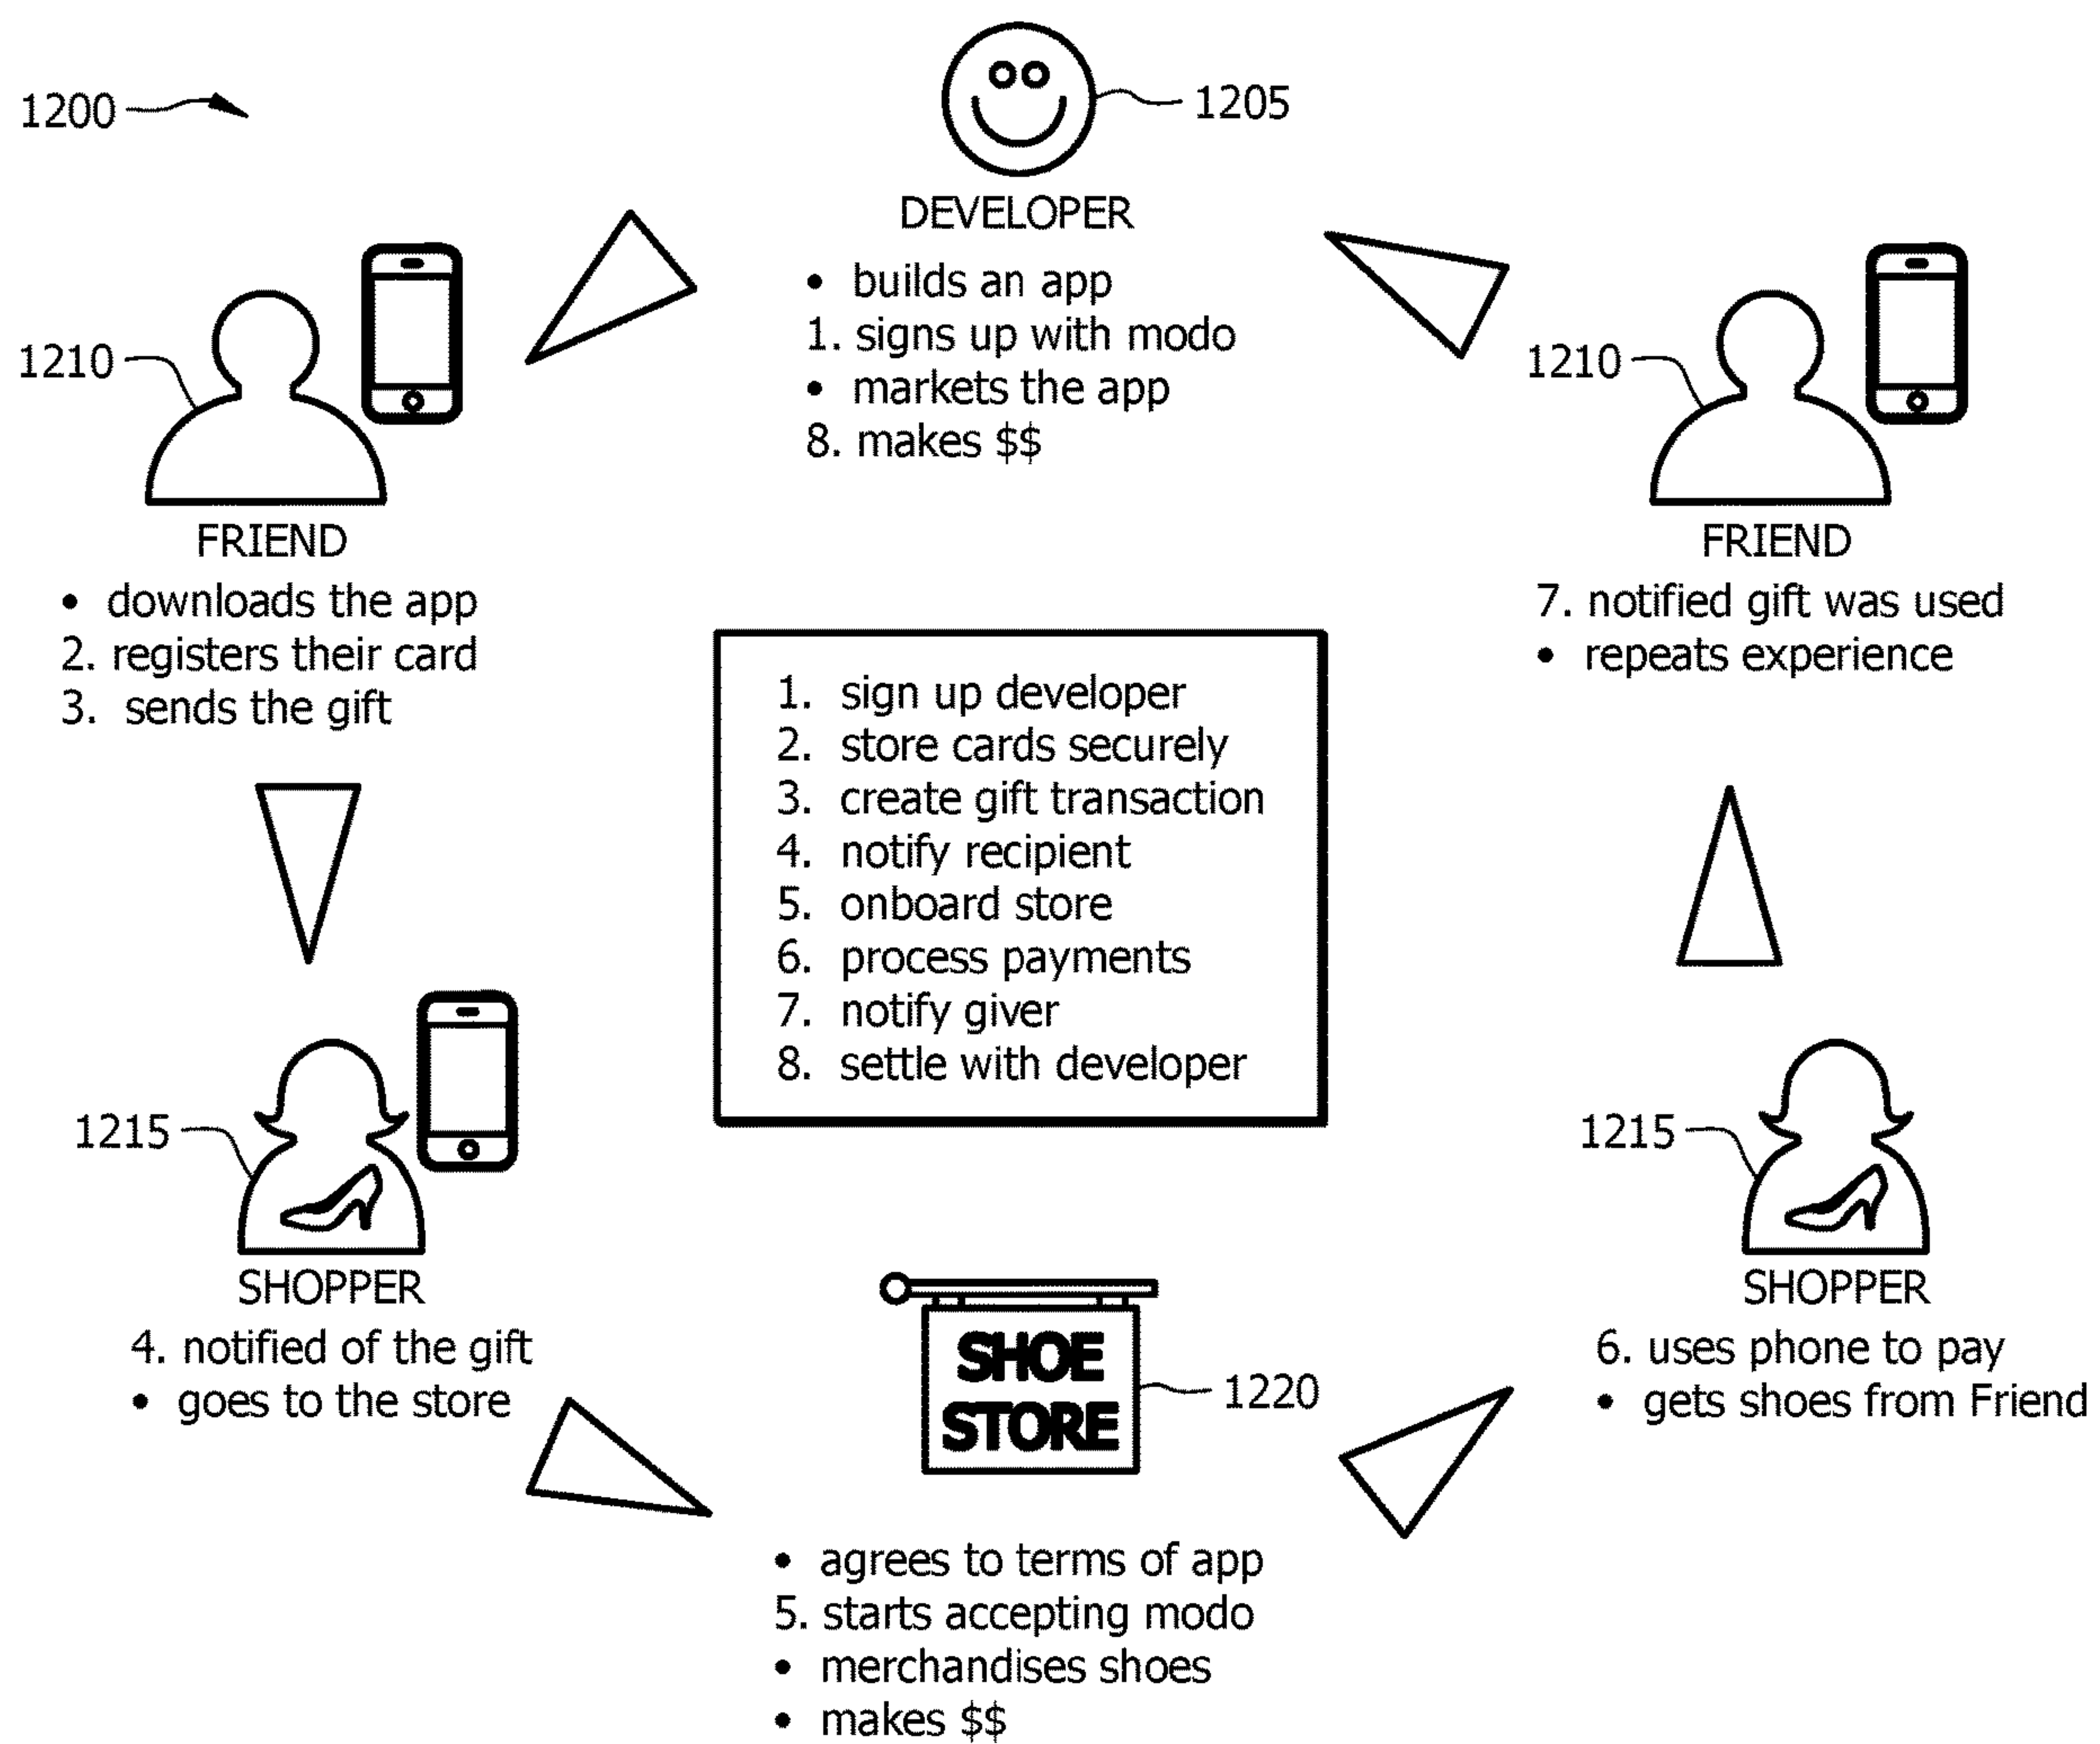 1200
1205
DEVELOPER
• builds an app
1. signs up with modo
• markets the app
8. makes $$
1210
FRIEND
• downloads the app
2. registers their card
3. sends the gift
1210
FRIEND
7. notified gift was used
• repeats experience
1. sign up developer
2. store cards securely
3. create gift transaction
4. notify recipient
5. onboard store
6. process payments
7. notify giver
8. settle with developer
1215
SHOPPER
4. notified of the gift
• goes to the store
SHOE
STORE
1220
• agrees to terms of app
5. starts accepting modo
• merchandises shoes
• makes $$
1215
SHOPPER
6. uses phone to pay
• gets shoes from Friend